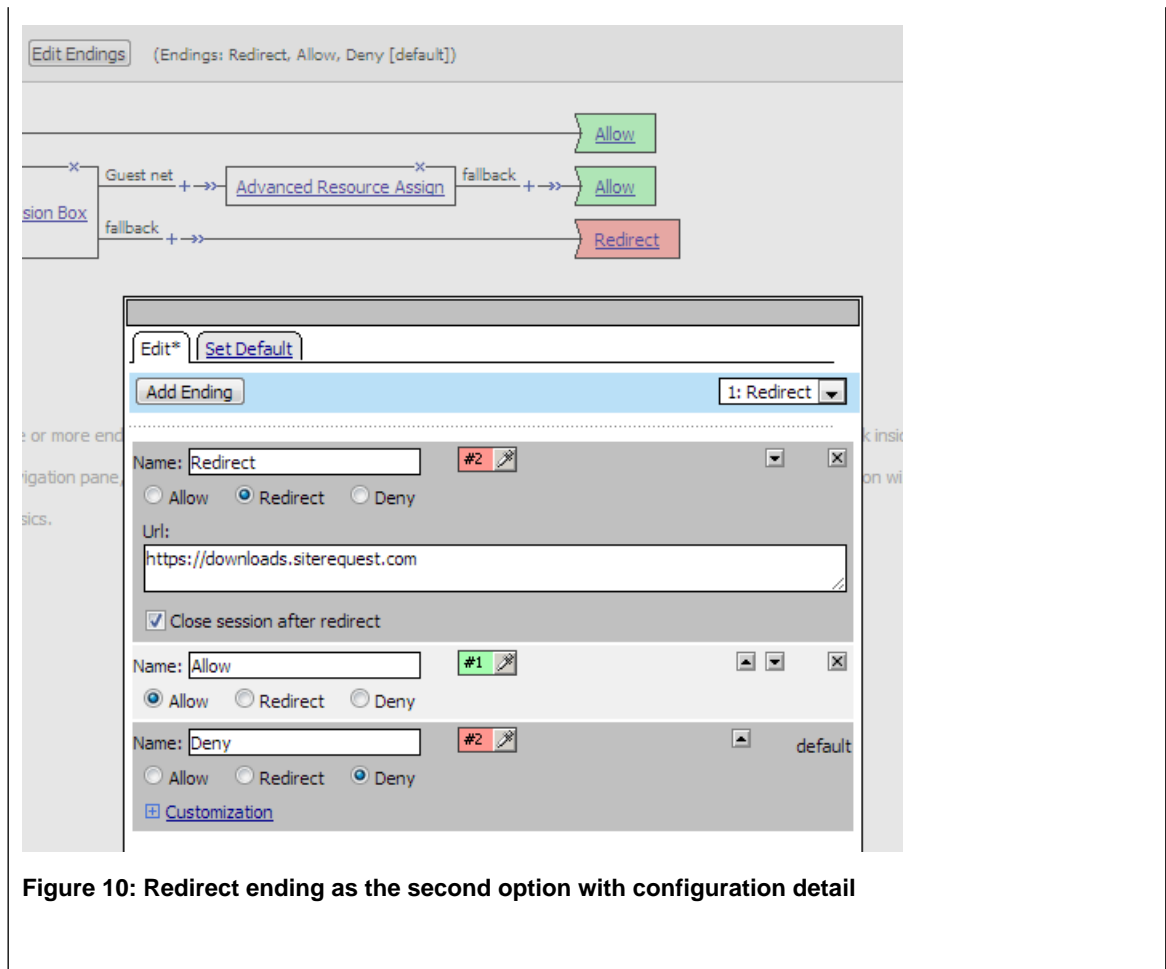 Edit Endings (Endings: Redirect, Allow, Deny [default])
Allow
Guest net + Advanced Resource Assign fallback + Allow
sion Box
fallback + Redirect
Edit* Set Default
Add Ending 1: Redirect
e or more end k insid
Name: Redirect #2
vigation pane, on wi
Allow Redirect Deny
sics.
Url:
https://downloads.siterequest.com
Close session after redirect
Name: Allow #1
Allow Redirect Deny
Name: Deny #2 default
Allow Redirect Deny
Customization
Figure 10: Redirect ending as the second option with configuration detail